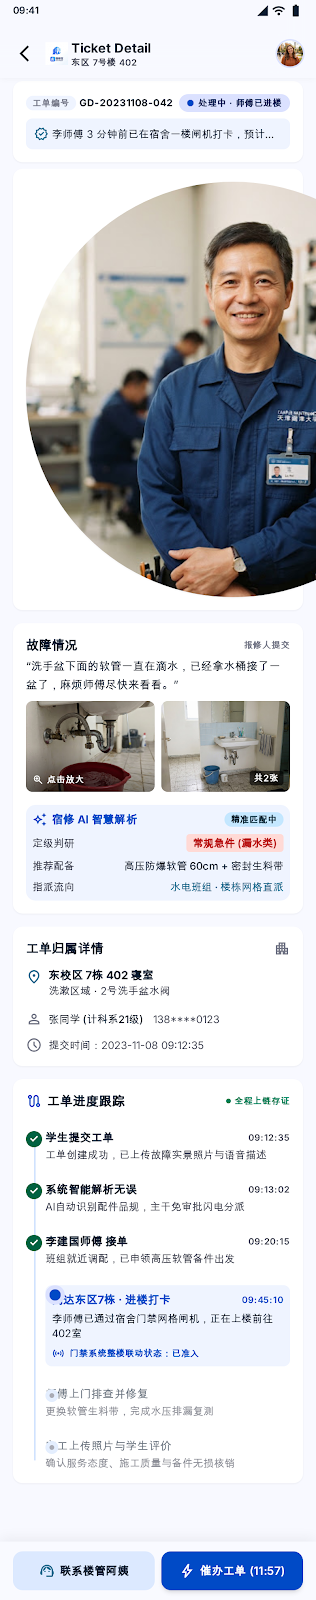 09:41
Ticket Detail
东区 7号楼 402
工单编号 GD-20231108-042 处理中 · 师傅已进楼
李师傅 3 分钟前已在宿舍一楼闸机打卡，预计...
故障情况 报修人提交
“洗手盆下面的软管一直在滴水，已经拿水桶接了一
盆了，麻烦师傅尽快来看看。”
点击放大 共2张
宿修 AI 智慧解析 精准匹配中
定级判研 常规急件 (漏水类)
推荐配备 高压防爆软管 60cm + 密封生料带
指派流向 水电班组 · 楼栋网格直派
工单归属详情
东校区 7栋 402 寝室
洗漱区域 · 2号洗手盆水阀
张同学 (计科系21级) 138****0123
提交时间：2023-11-08 09:12:35
工单进度跟踪 全程上链存证
学生提交工单 09:12:35
工单创建成功，已上传故障实景照片与语音描述
系统智能解析无误 09:13:02
AI自动识别配件品规，主干免审批闪电分派
李建国师傅 接单 09:20:15
班组就近调配，已申领高压软管备件出发
达东区7栋 · 进楼打卡 09:45:10
李师傅已通过宿舍门禁网格闸机，正在上楼前往
402室
门禁系统整楼联动状态：已准入
傅上门排查并修复
更换软管生料带，完成水压排漏复测
工上传照片与学生评价
确认服务态度、施工质量与备件无损核销
联系楼管阿姨 催办工单 (11:57)